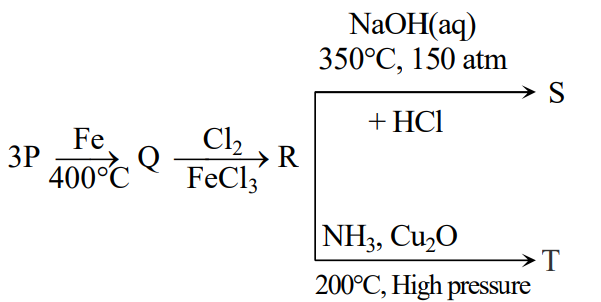 NaOH(aq)
350°C, 150 atm
S
+ HCl
3P Fe 400°C Q Cl₂ FeCl₃ R
NH₃, Cu₂O
T
200°C, High pressure